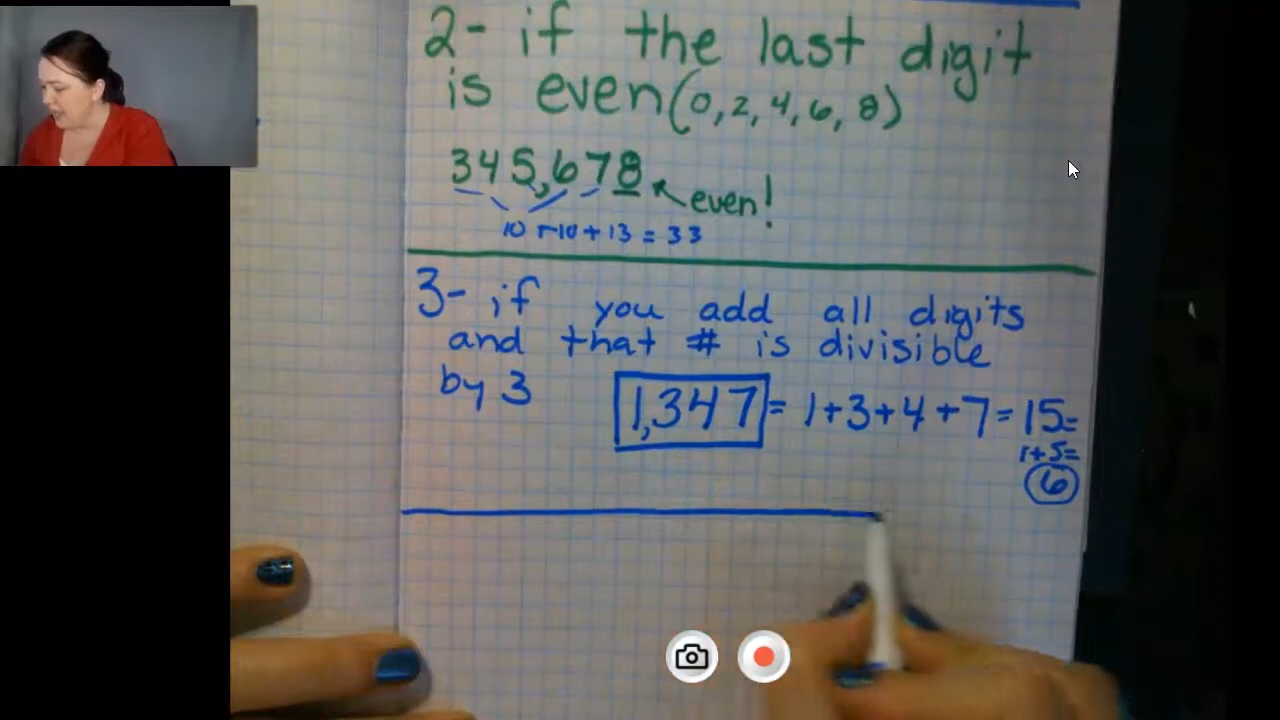 2- if the last digit
is even (0, 2, 4, 6, 8)
345,678 even!
10 + 10 + 13 = 33
3- if you add all digits
and that # is divisible
by 3 1,347 = 1+3+4+7 = 15=
1+5=
6